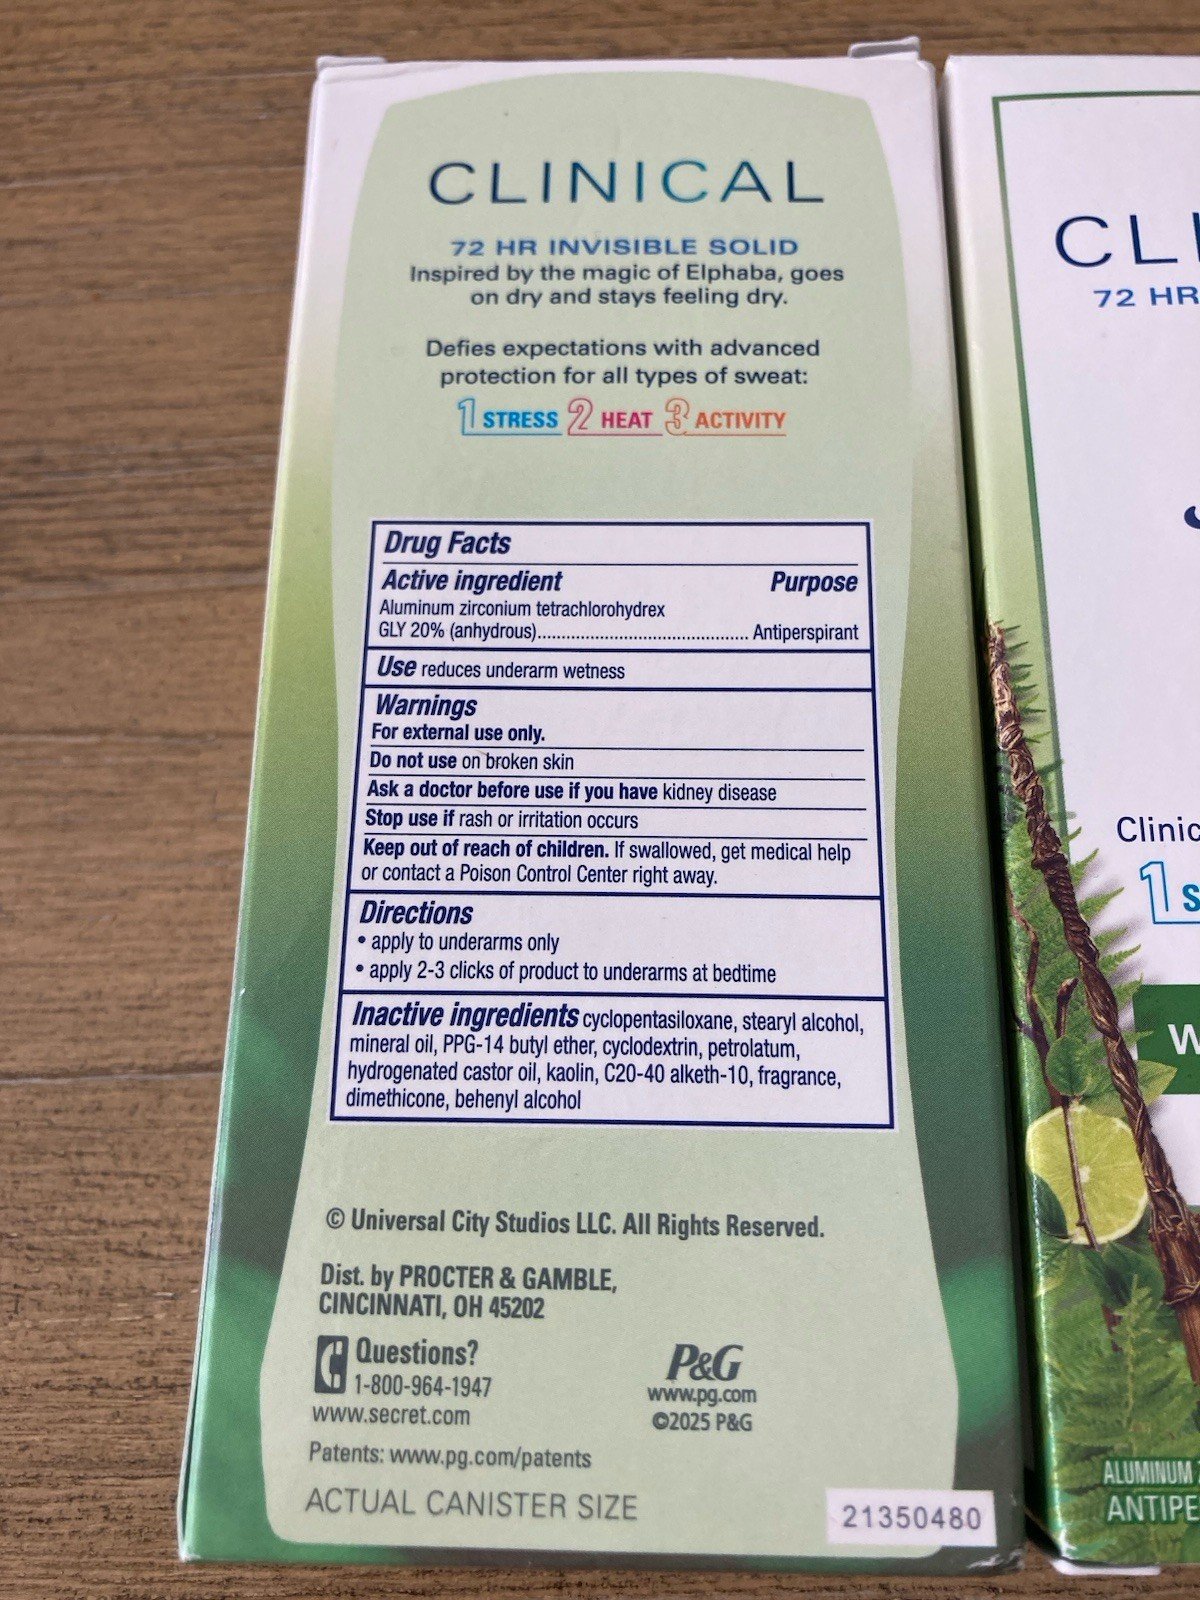 CLINICAL
72 HR INVISIBLE SOLID
Inspired by the magic of Elphaba, goes
on dry and stays feeling dry.
Defies expectations with advanced
protection for all types of sweat:
1 STRESS 2 HEAT 3 ACTIVITY
Drug Facts
Active ingredient Purpose
Aluminum zirconium tetrachlorohydrex
GLY 20% (anhydrous)............................................ Antiperspirant
Use reduces underarm wetness
Warnings
For external use only.
Do not use on broken skin
Ask a doctor before use if you have kidney disease
Stop use if rash or irritation occurs
Keep out of reach of children. If swallowed, get medical help
or contact a Poison Control Center right away.
Directions
• apply to underarms only
• apply 2-3 clicks of product to underarms at bedtime
Inactive ingredients cyclopentasiloxane, stearyl alcohol,
mineral oil, PPG-14 butyl ether, cyclodextrin, petrolatum,
hydrogenated castor oil, kaolin, C20-40 alketh-10, fragrance,
dimethicone, behenyl alcohol
© Universal City Studios LLC. All Rights Reserved.
Dist. by PROCTER & GAMBLE,
CINCINNATI, OH 45202
Questions?
1-800-964-1947
www.secret.com
P&G
www.pg.com
©2025 P&G
Patents: www.pg.com/patents
ACTUAL CANISTER SIZE
21350480
CLI
72 HR
Clinic
1 S
W
ALUMINUM
ANTIPE